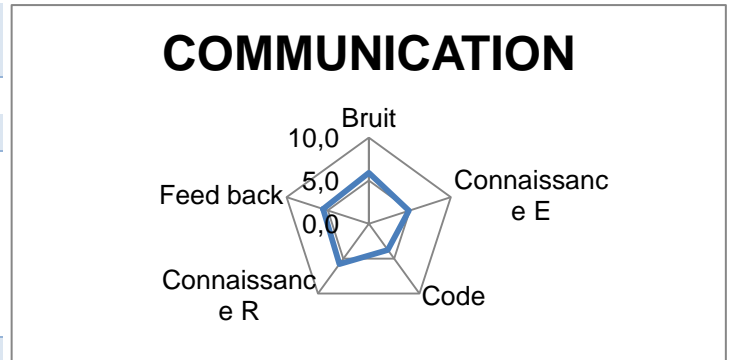 COMMUNICATION
Bruit
10,0
5,0
0,0
Connaissanc
e E
Code
Connaissanc
e R
Feed back